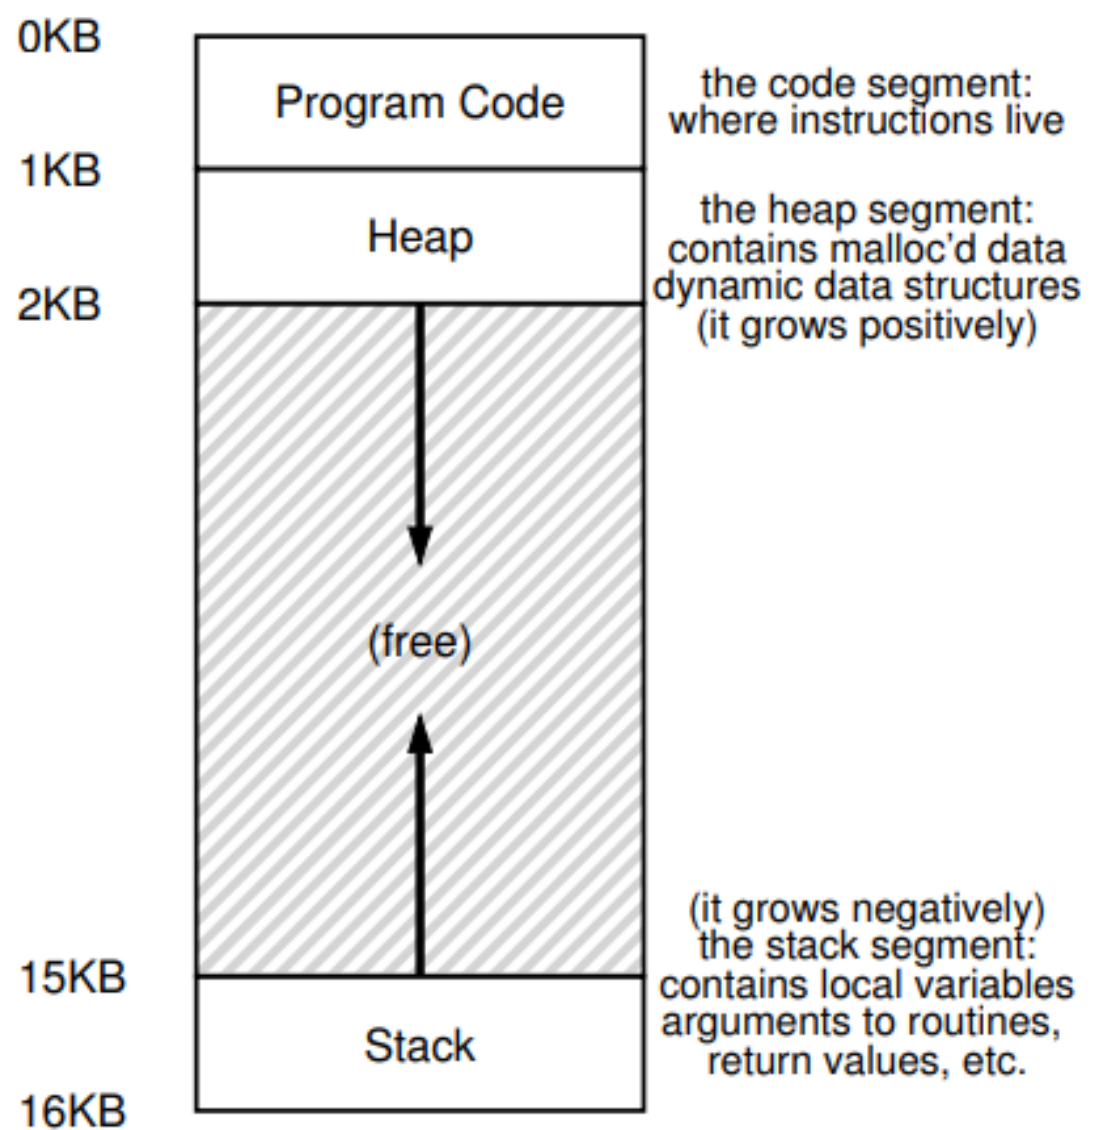 0KB
Program Code
the code segment:
where instructions live
1KB
Heap
the heap segment:
contains malloc'd data
dynamic data structures
(it grows positively)
2KB
(free)
(it grows negatively)
the stack segment:
contains local variables
arguments to routines,
return values, etc.
15KB
Stack
16KB